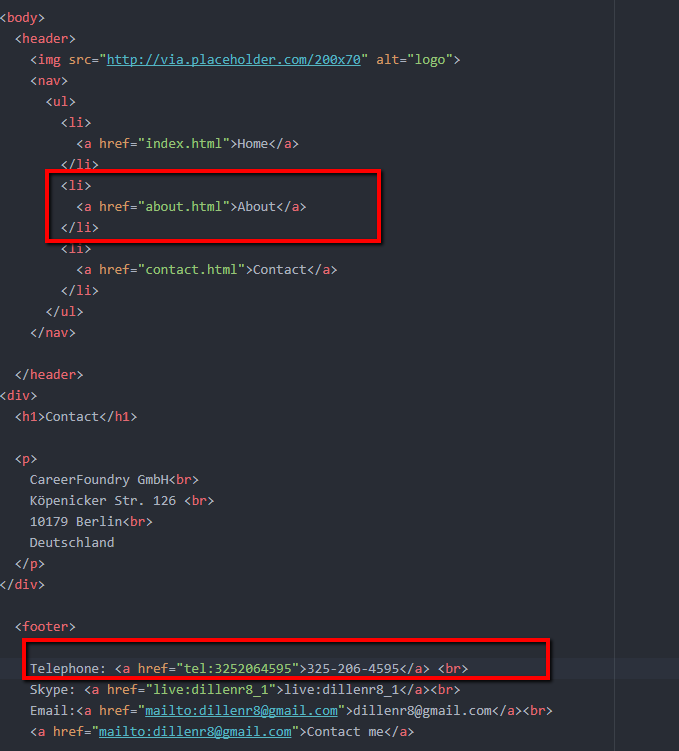 <body>
<header>
<img src="http://via.placeholder.com/200x70" alt="logo">
<nav>
<ul>
<li>
<a href="index.html">Home</a>
</li>
<li>
<a href="about.html">About</a>
</li>
<li>
<a href="contact.html">Contact</a>
</li>
</ul>
</nav>
</header>
<div>
<h1>Contact</h1>
<p>
CareerFoundry GmbH<br>
Köpenicker Str. 126 <br>
10179 Berlin<br>
Deutschland
</p>
</div>
<footer>
Telephone: <a href="tel:3252064595">325-206-4595</a> <br>
Skype: <a href="live:dillenr8_1">live:dillenr8_1</a><br>
Email:<a href="mailto:dillenr8@gmail.com">dillenr8@gmail.com</a><br>
<a href="mailto:dillenr8@gmail.com">Contact me</a>